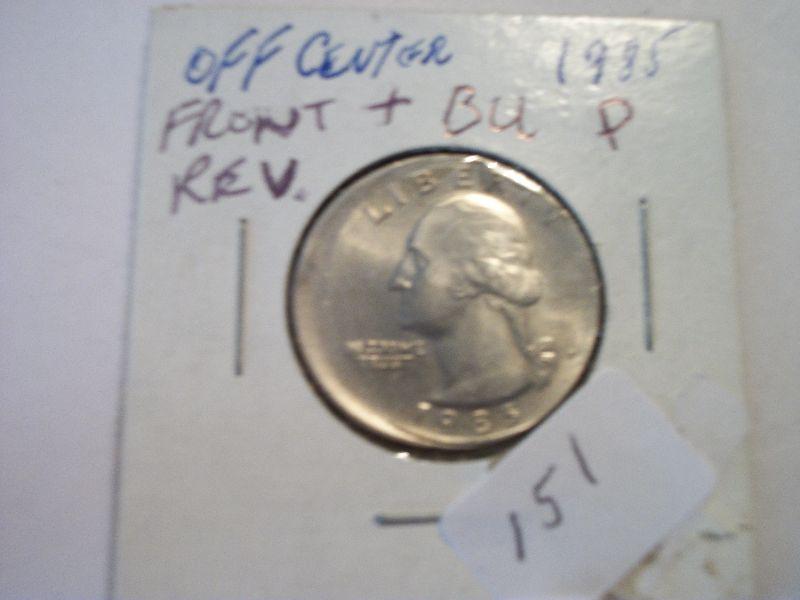 OFF CENTER 1985
FRONT + BU P
REV.
LIBERTY
IN GOD WE
TRUST
1985
151